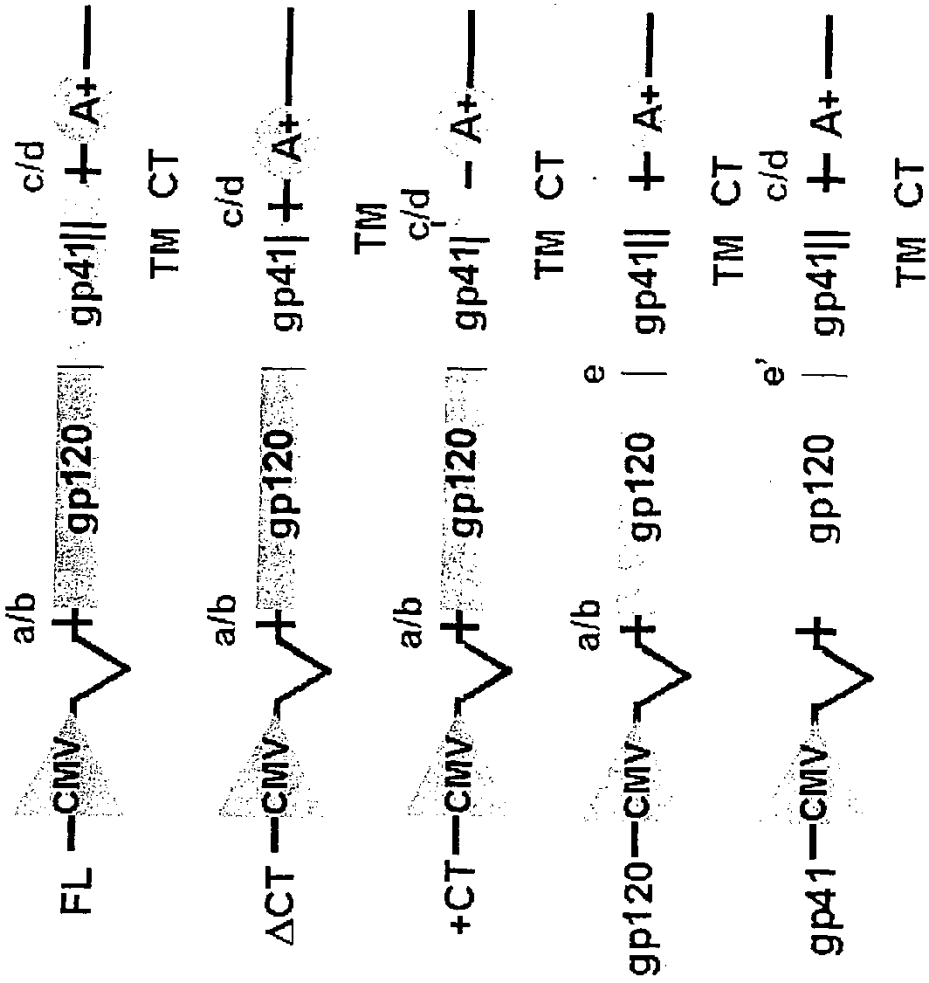 a/b c/d
FL CMV gp120 gp41 A+
TM CT
a/b c/d
ΔCT CMV gp120 gp41 A+
TM
a/b c/d
+CT CMV gp120 gp41 A+
TM CT
a/b e
gp120 CMV gp120 gp41 A+
TM CT
e' c/d
gp41 CMV gp120 gp41 A+
TM CT